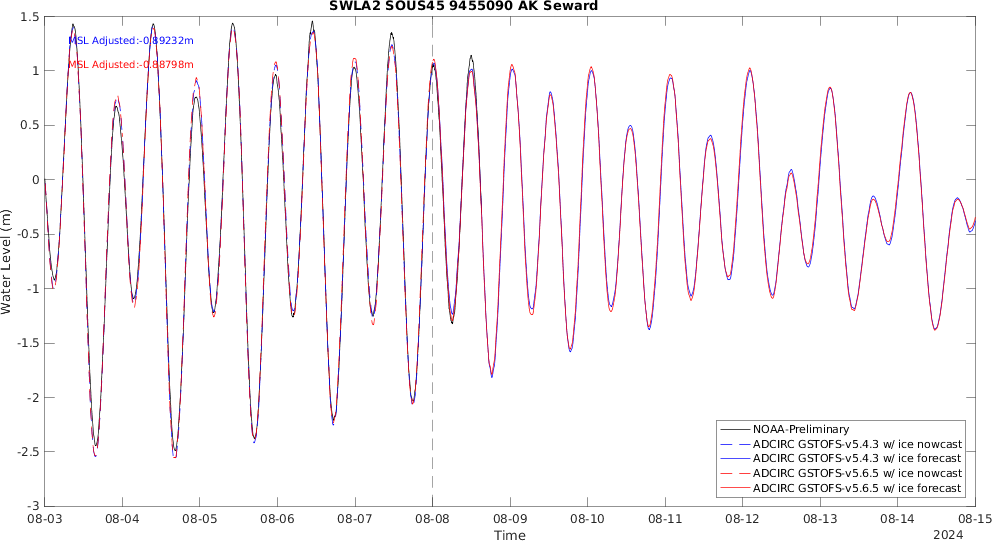 SWLA2 SOUS45 9455090 AK Seward
MSL Adjusted:-0.89232m
MSL Adjusted:-0.88798m
1.5
1
0.5
0
-0.5
-1
-1.5
-2
-2.5
-3
Water Level (m)
NOAA-Preliminary
ADCIRC GSTOFS-v5.4.3 w/ ice nowcast
ADCIRC GSTOFS-v5.4.3 w/ ice forecast
ADCIRC GSTOFS-v5.6.5 w/ ice nowcast
ADCIRC GSTOFS-v5.6.5 w/ ice forecast
08-03 08-04 08-05 08-06 08-07 08-08 08-09 08-10 08-11 08-12 08-13 08-14 08-15
Time
2024